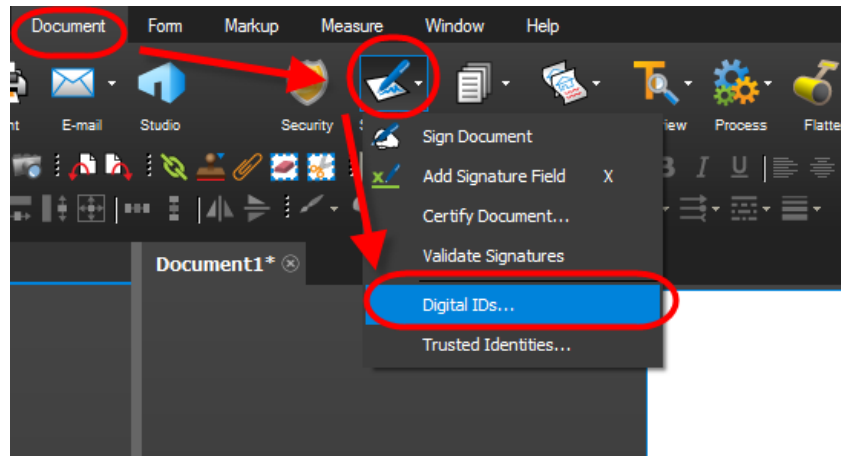 Document Form Markup Measure Window Help
E-mail Studio Security Process
Sign Document
Add Signature Field X
Certify Document...
Validate Signatures
Document1*
Digital IDs...
Trusted Identities...